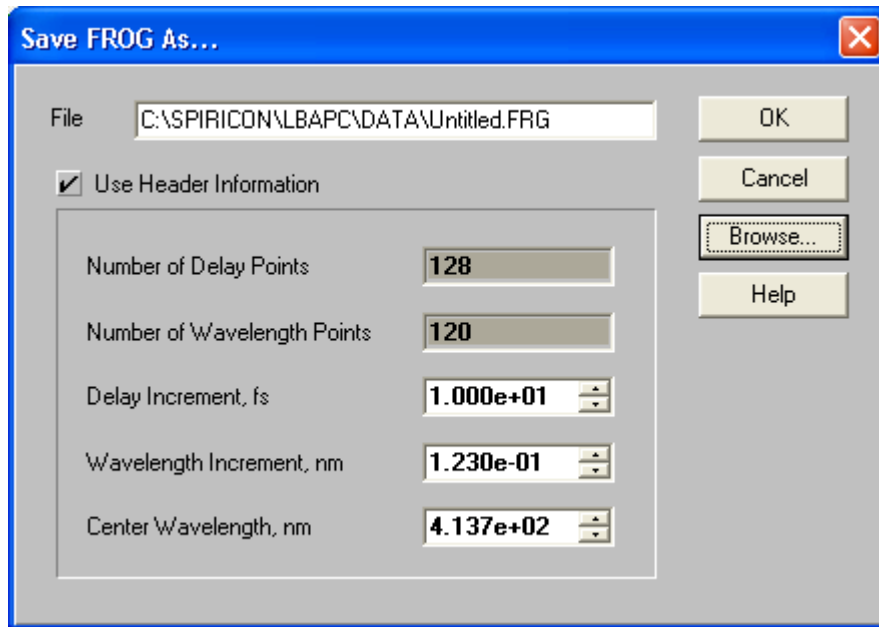 Save FROG As...
File C:\SPIRICON\LBAPC\DATA\Untitled.FRG OK
Use Header Information Cancel
Browse...
Number of Delay Points 128 Help
Number of Wavelength Points 120
Delay Increment, fs 1.000e+01
Wavelength Increment, nm 1.230e-01
Center Wavelength, nm 4.137e+02